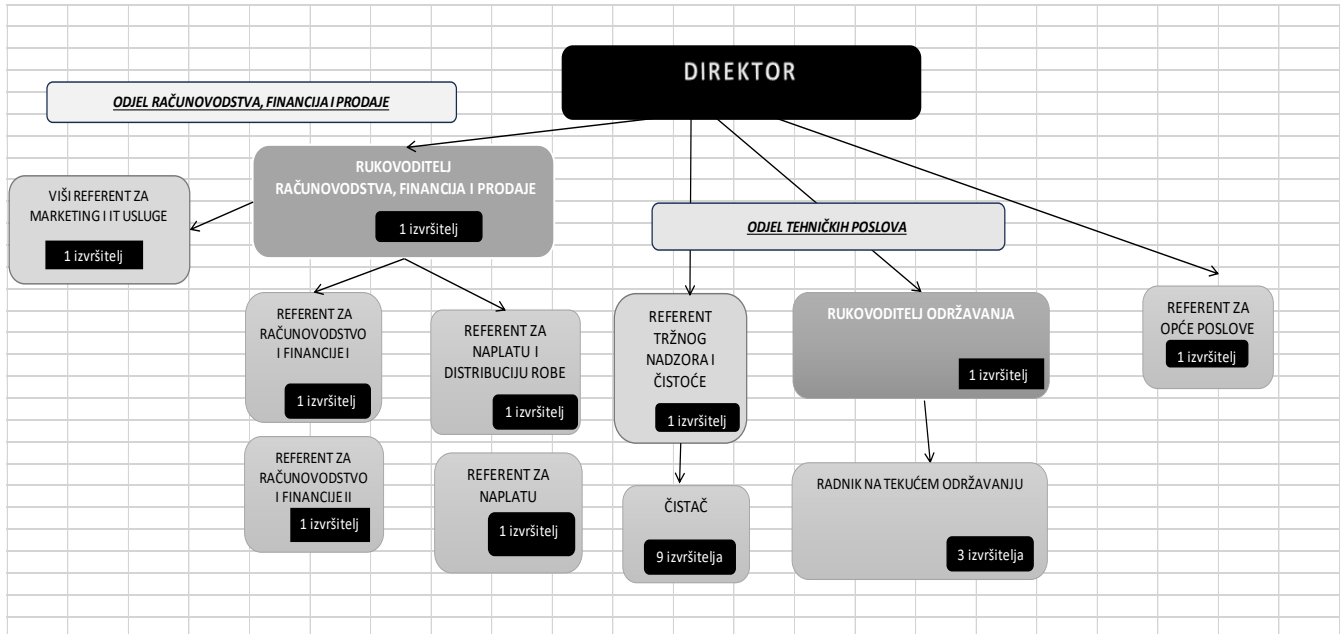 DIREKTOR
ODJEL RAČUNOVODSTVA, FINANCIJA I PRODAJE
RUKOVODITELJ
RAČUNOVODSTVA, FINANCIJA I PRODAJE
1 izvršitelj
VIŠI REFERENT ZA
MARKETING I IT USLUGE
1 izvršitelj
ODJEL TEHNIČKIH POSLOVA
REFERENT ZA
RAČUNOVODSTVO
I FINANCIJE I
1 izvršitelj
REFERENT ZA
NAPLATU I
DISTRIBUCIJU ROBE
1 izvršitelj
REFERENT
TRŽNOG
NADZORA I
ČISTOĆE
1 izvršitelj
RUKOVODITELJ ODRŽAVANJA
1 izvršitelj
REFERENT ZA
OPĆE POSLOVE
1 izvršitelj
REFERENT ZA
RAČUNOVODSTVO
I FINANCIJE II
1 izvršitelj
REFERENT ZA
NAPLATU
1 izvršitelj
ČISTAČ
9 izvršitelja
RADNIK NA TEKUĆEM ODRŽAVANJU
3 izvršitelja